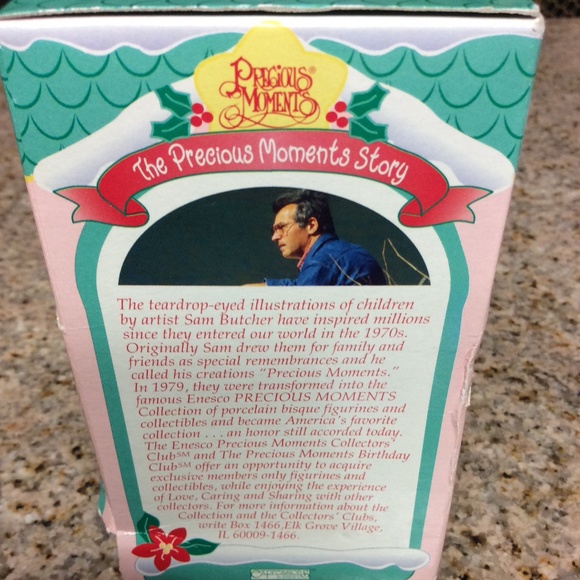 PRECIOUS®
MOMENTS
The Precious Moments Story
The teardrop-eyed illustrations of children
by artist Sam Butcher have inspired millions
since they entered our world in the 1970s.
Originally Sam drew them for family and
friends as special remembrances and he
called his creations "Precious Moments."
In 1979, they were transformed into the
famous Enesco PRECIOUS MOMENTS
Collection of porcelain bisque figurines and
collectibles and became America's favorite
collection . . . an honor still accorded today.
The Enesco Precious Moments Collectors'
Club℠ and The Precious Moments Birthday
Club℠ offer an opportunity to acquire
exclusive members only figurines and
collectibles, while enjoying the experience
of Love, Caring and Sharing with other
collectors. For more information about the
Collection and the Collectors' Clubs,
write Box 1466,Elk Grove Village,
IL 60009-1466.